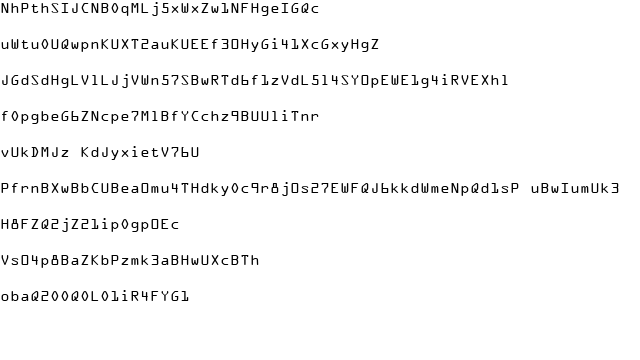 NhPthSIJCNB0qMLj5xWxZw1NFHgeIGQc
uWtu0UQwpnKUXT2auKUEEf3OHyGi41XcGxyHgZ
JGdSdHgLV1LJjVWn57SBwRTd6f1zVdL514SYOpEWE1g4iRVEXh1
f0pgbeG6ZNcpe7M1BfYCchz9BUU1iTnr
vUkDMJz KdJyxietV76U
PfrnBXwBbCUBeaOmu4THdky0c9r8jOs27EWFQJ6kkdWmeNpQd1sP uBwIumUk3
H8FZQ2jZ21ip0gpOEc
VsO4p8BaZKbPzmk3aBHwUXcBTh
obaQ200Q0L01iR4FYG1